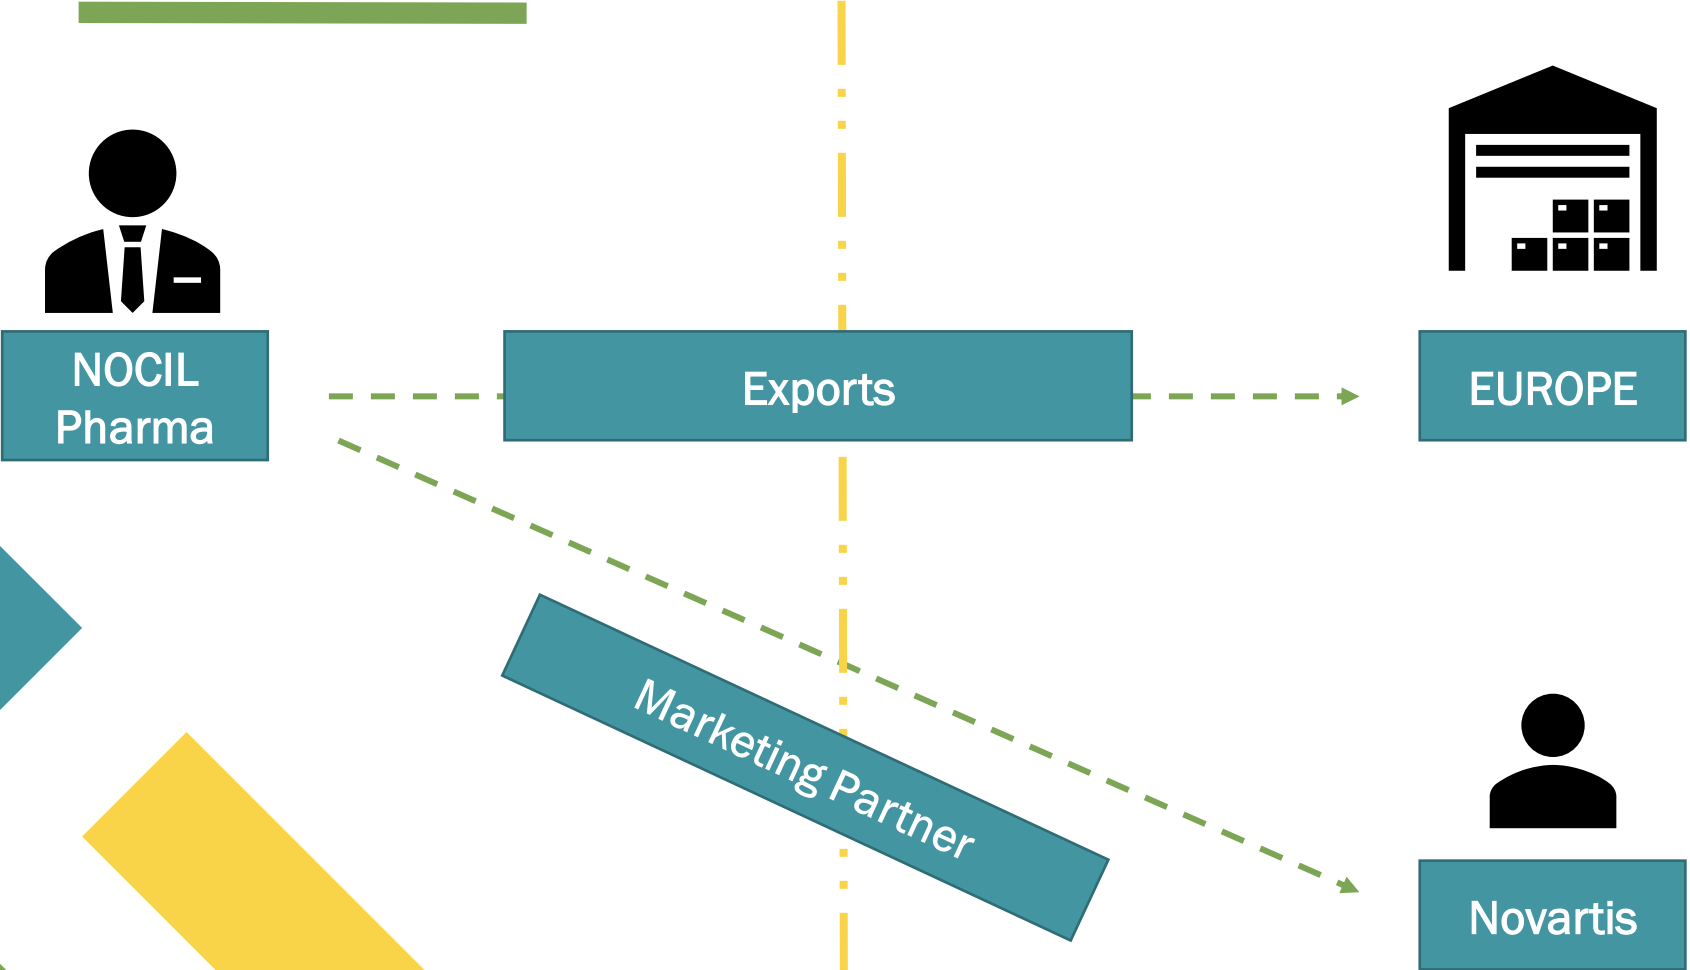 NOCIL
Pharma
Exports
EUROPE
Marketing Partner
Novartis